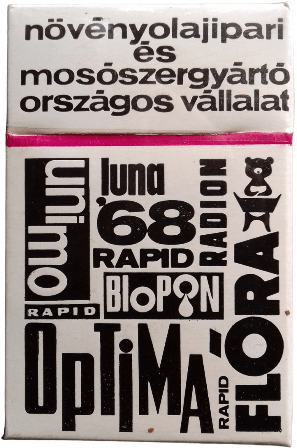 növényolajipari
és
mosószergyártó
országos vállalat
unimo
RAPID
luna
'68
RAPID
RADION
BIOPON
OPTIMA
RAPID
FLÓRA